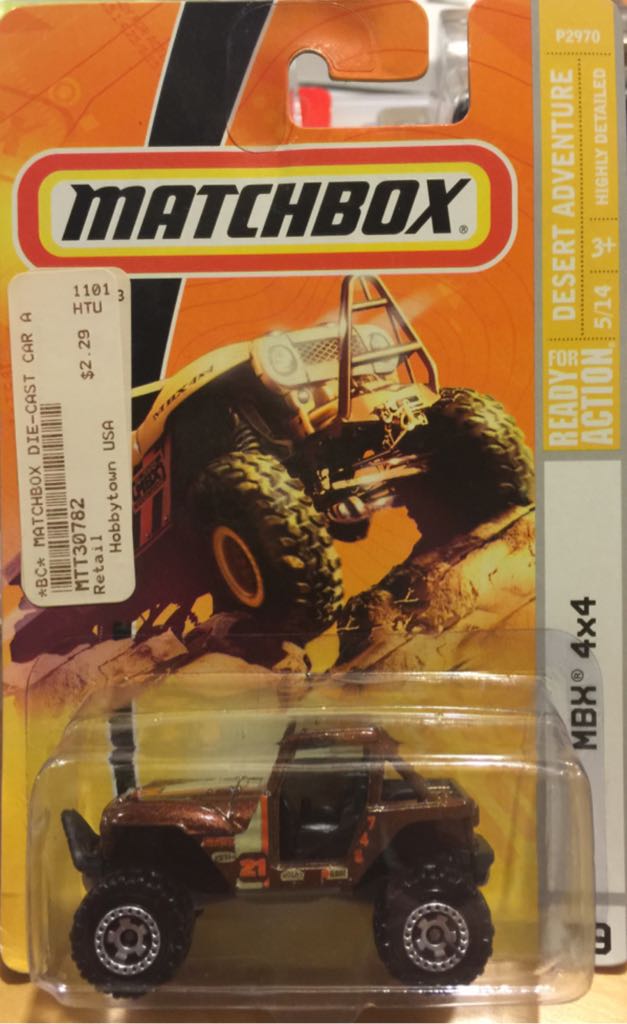 P2970
MATCHBOX®
DESERT ADVENTURE
HIGHLY DETAILED
5/14
3+
READY FOR
ACTION
1101
HTU
$2.29
*BC* MATCHBOX DIE-CAST CAR A
MTT30782
Retail
Hobbytown USA
3
MBX4x4
MBX® 4x4
21